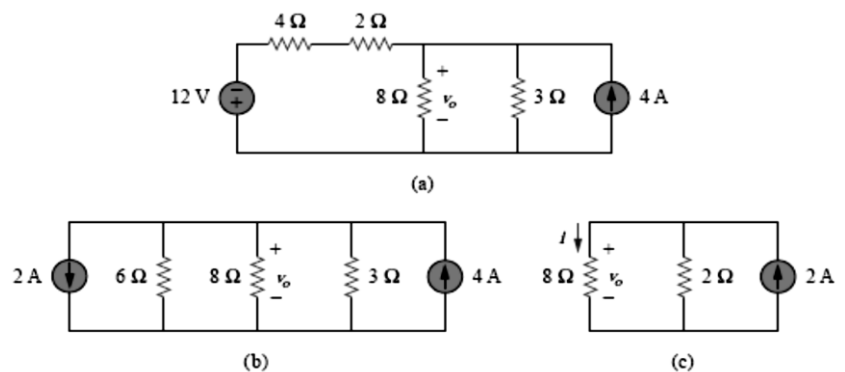 4 Ω 2 Ω
12 V − + 8 Ω + vo − 3 Ω 4 A
(a)
2 A 6 Ω 8 Ω + vo − 3 Ω 4 A
i 8 Ω + vo − 2 Ω 2 A
(b) (c)